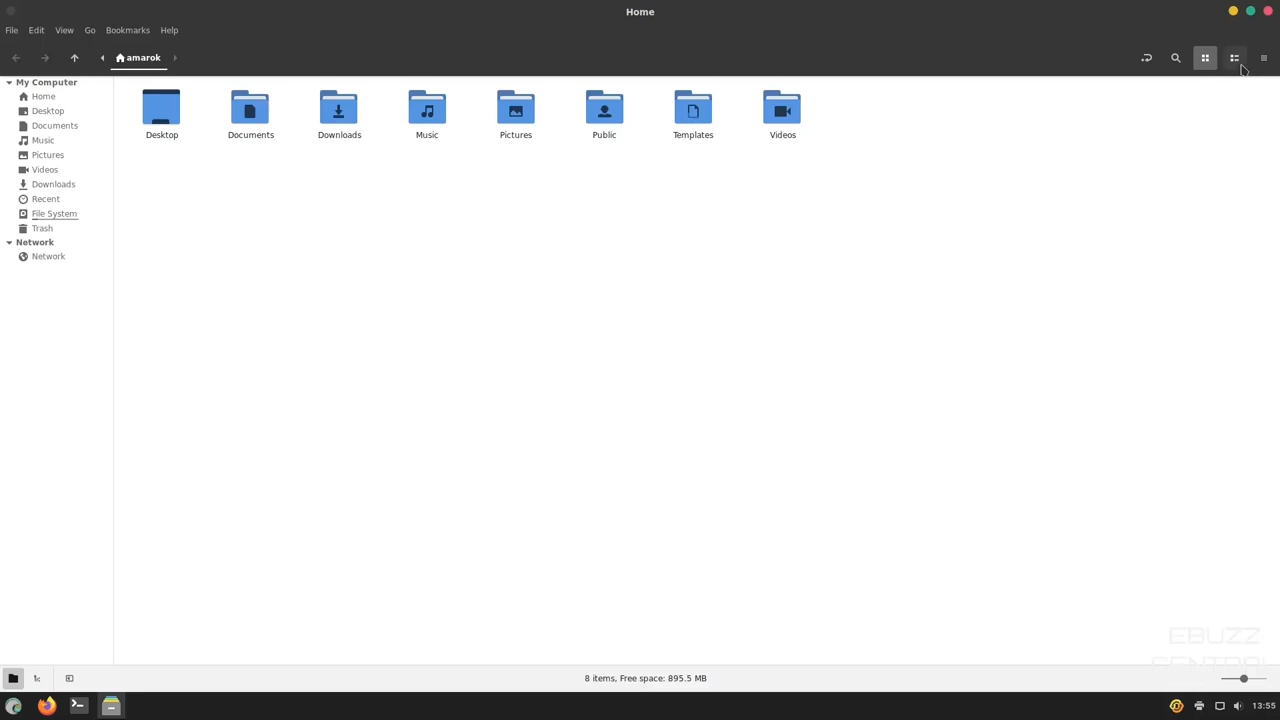 Home
File Edit View Go Bookmarks Help
amarok
My Computer
Home
Desktop
Documents
Music
Pictures
Videos
Downloads
Recent
File System
Trash
Network
Network
Desktop Documents Downloads Music Pictures Public Templates Videos
EBUZZ
CENTRAL
8 items, Free space: 895.5 MB
13:55